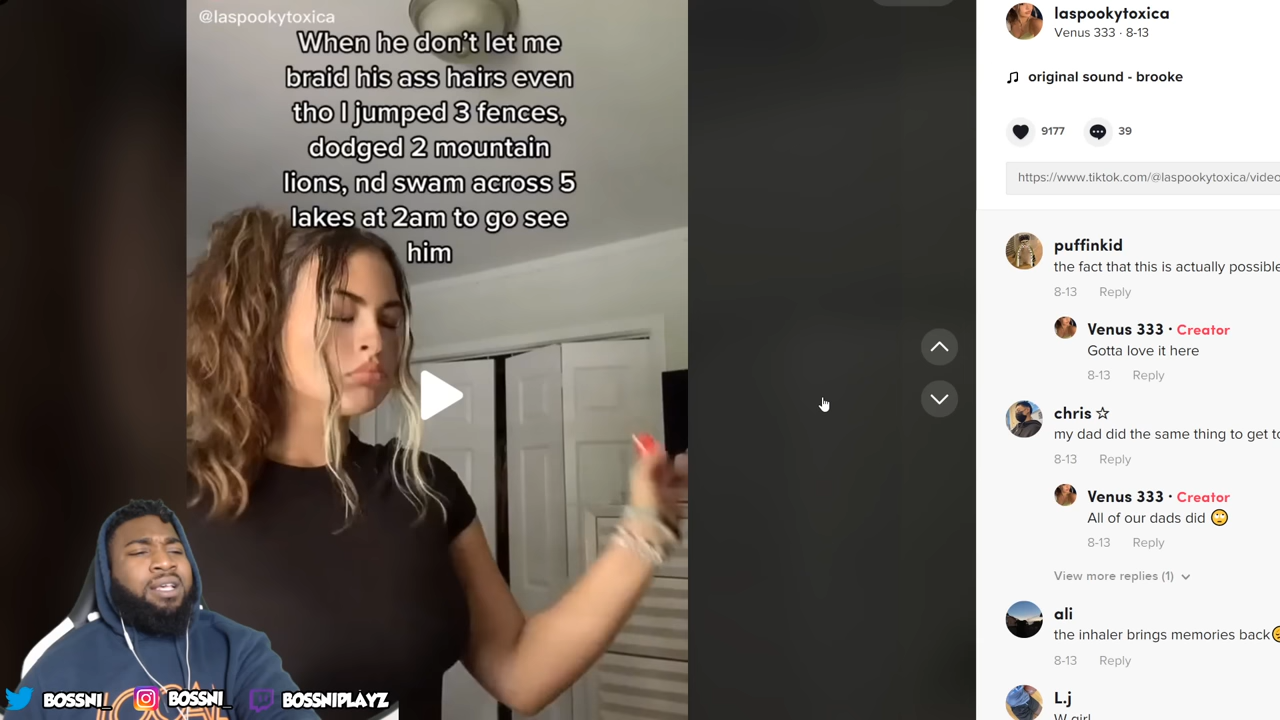 @laspookytoxica
When he don't let me
braid his ass hairs even
tho I jumped 3 fences,
dodged 2 mountain
lions, nd swam across 5
lakes at 2am to go see
him
laspookytoxica
Venus 333 · 8-13
original sound - brooke
9177
39
https://www.tiktok.com/@laspookytoxica/video
puffinkid
the fact that this is actually possible
8-13 Reply
Venus 333 · Creator
Gotta love it here
8-13 Reply
chris ☆
my dad did the same thing to get to
8-13 Reply
Venus 333 · Creator
All of our dads did 🙄
8-13 Reply
View more replies (1)
ali
the inhaler brings memories back
8-13 Reply
L.j
W girl
BOSSNI_ BOSSNI_ BOSSNIPLAYZ